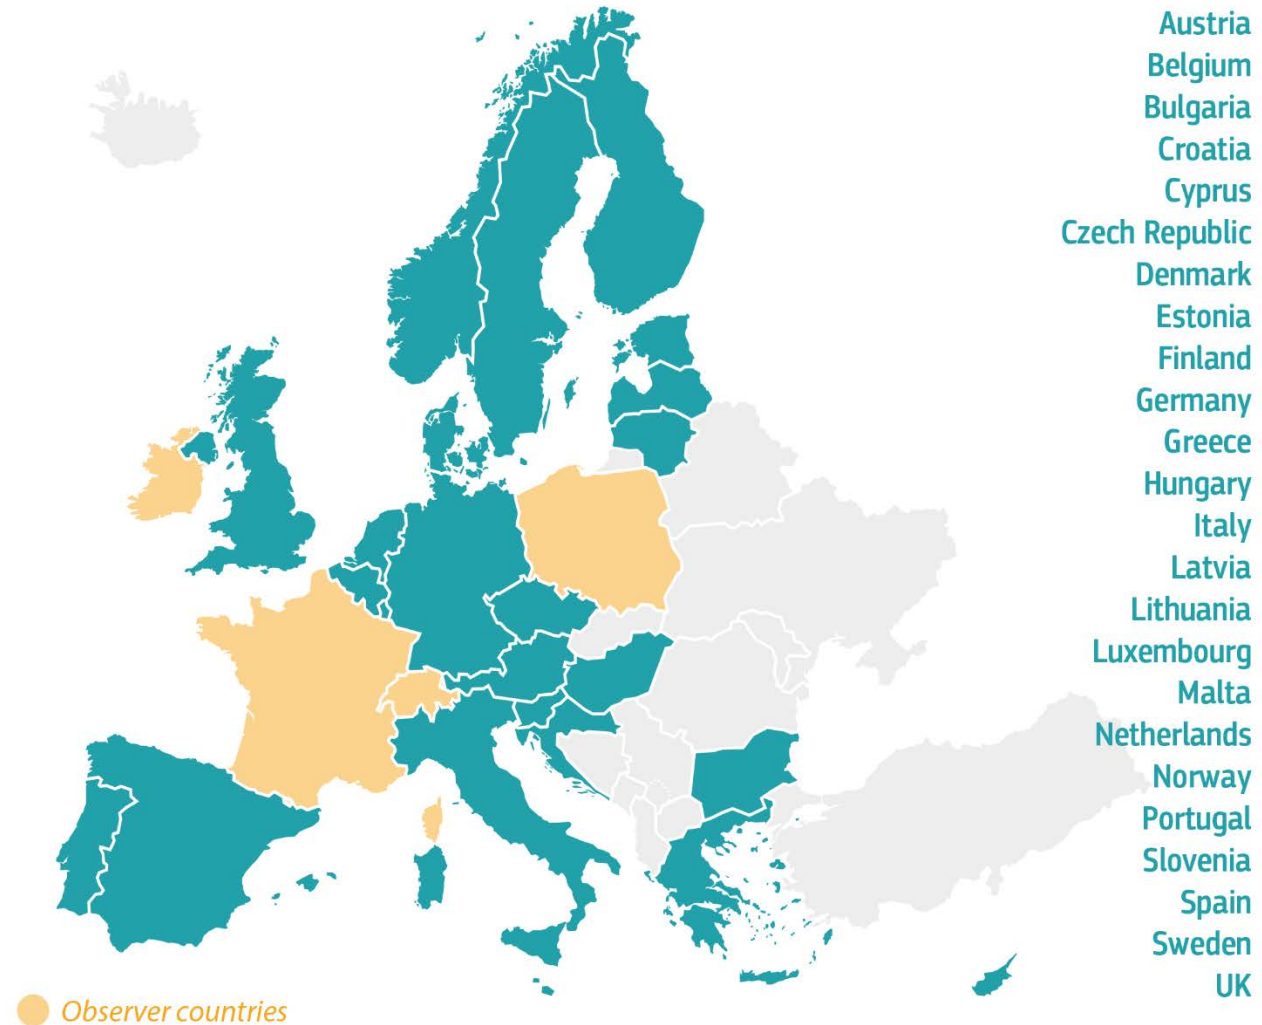 Austria
Belgium
Bulgaria
Croatia
Cyprus
Czech Republic
Denmark
Estonia
Finland
Germany
Greece
Hungary
Italy
Latvia
Lithuania
Luxembourg
Malta
Netherlands
Norway
Portugal
Slovenia
Spain
Sweden
UK
Observer countries